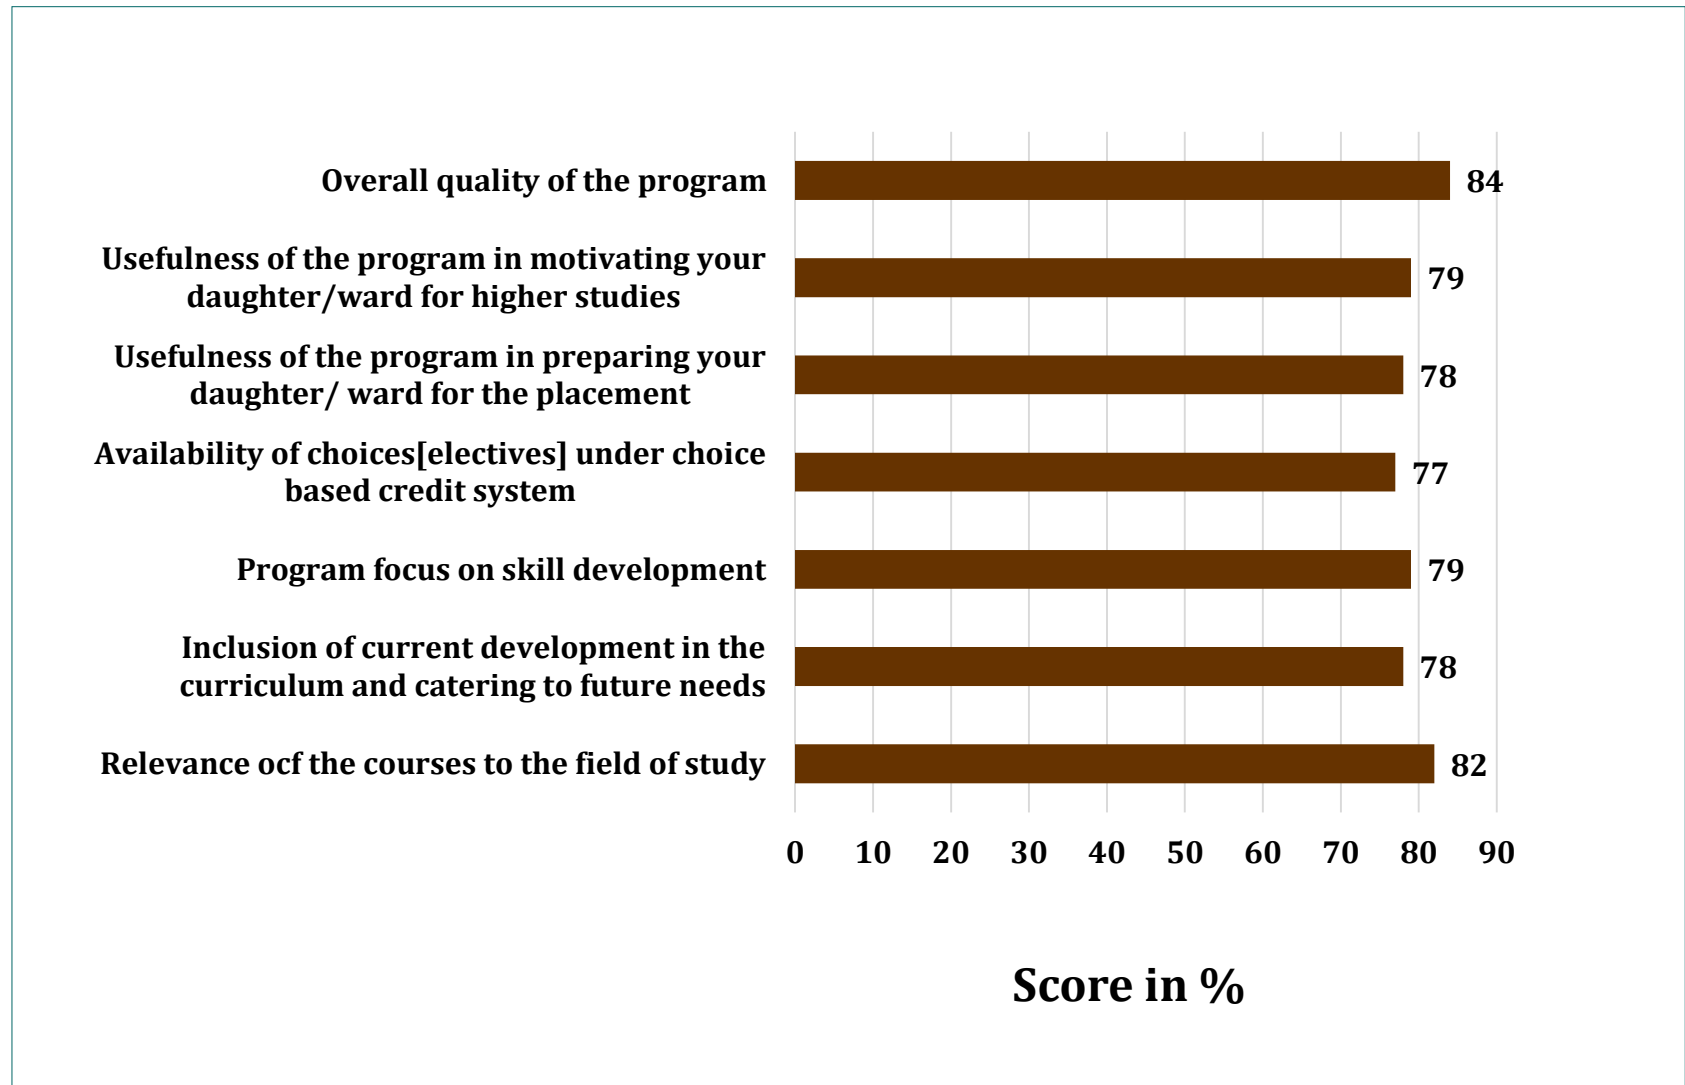 Overall quality of the program
84
Usefulness of the program in motivating your
daughter/ward for higher studies
79
Usefulness of the program in preparing your
daughter/ ward for the placement
78
Availability of choices[electives] under choice
based credit system
77
Program focus on skill development
79
Inclusion of current development in the
curriculum and catering to future needs
78
Relevance ocf the courses to the field of study
82
0 10 20 30 40 50 60 70 80 90
Score in %